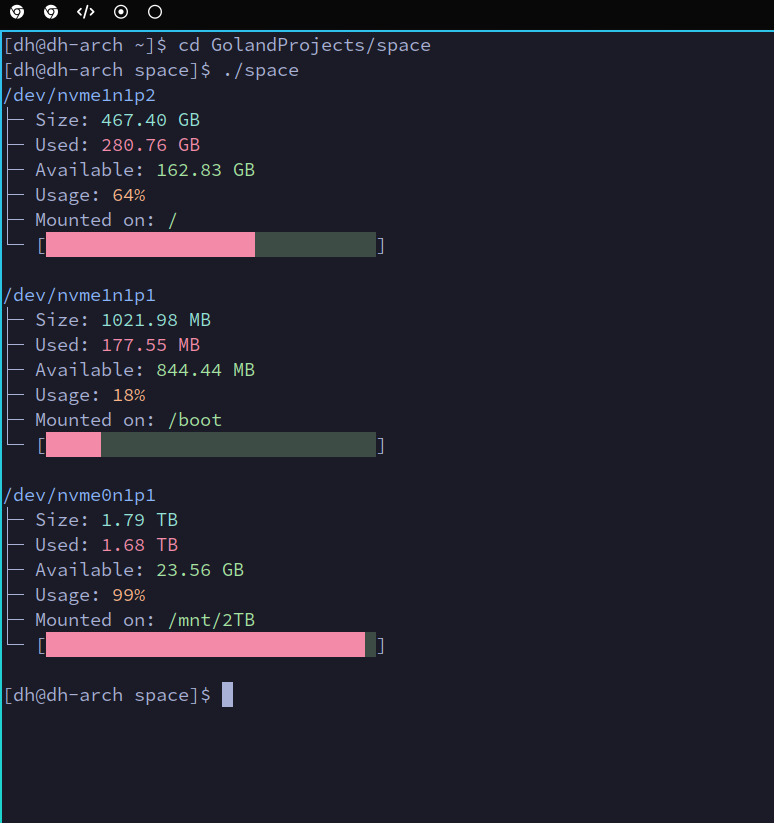 </>
[dh@dh-arch ~]$ cd GolandProjects/space
[dh@dh-arch space]$ ./space
/dev/nvme1n1p2
├─ Size: 467.40 GB
├─ Used: 280.76 GB
├─ Available: 162.83 GB
├─ Usage: 64%
├─ Mounted on: /
└─ [ ]
/dev/nvme1n1p1
├─ Size: 1021.98 MB
├─ Used: 177.55 MB
├─ Available: 844.44 MB
├─ Usage: 18%
├─ Mounted on: /boot
└─ [ ]
/dev/nvme0n1p1
├─ Size: 1.79 TB
├─ Used: 1.68 TB
├─ Available: 23.56 GB
├─ Usage: 99%
├─ Mounted on: /mnt/2TB
└─ [ ]
[dh@dh-arch space]$